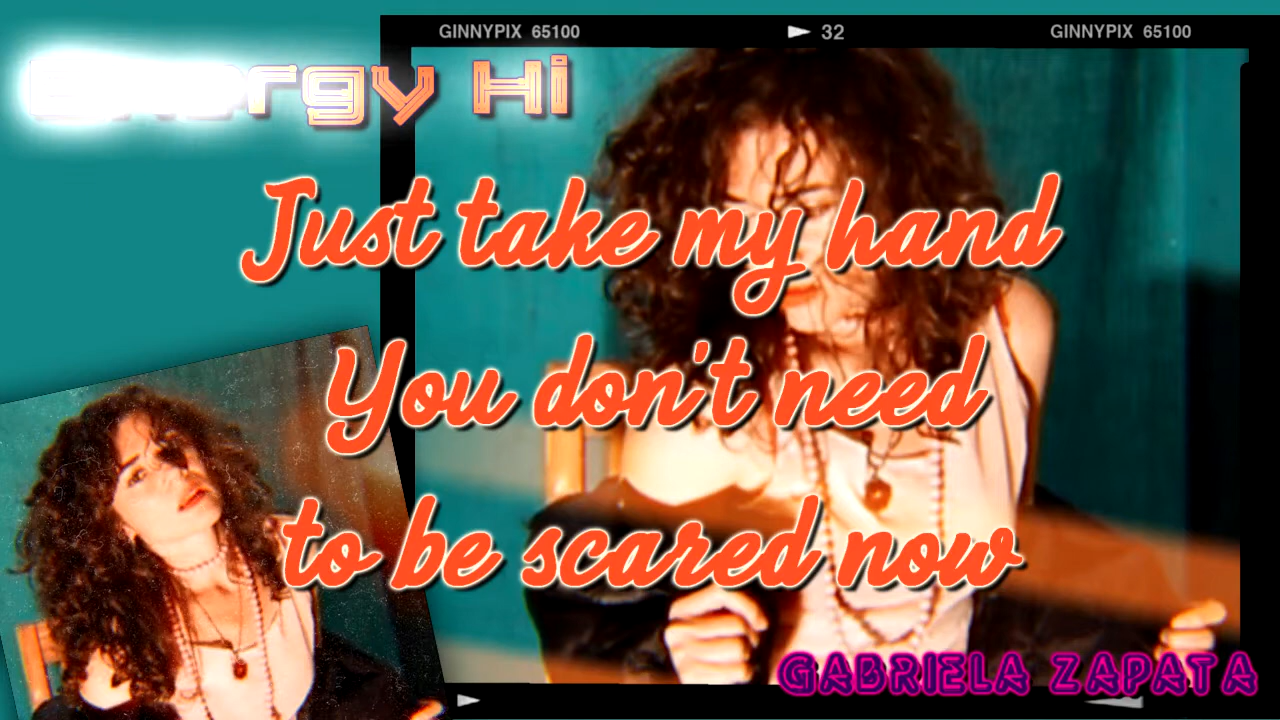 GINNYPIX 65100 32 GINNYPIX 65100
Energy Hi
Just take my hand
You don't need
to be scared now
GABRIELA ZAPATA